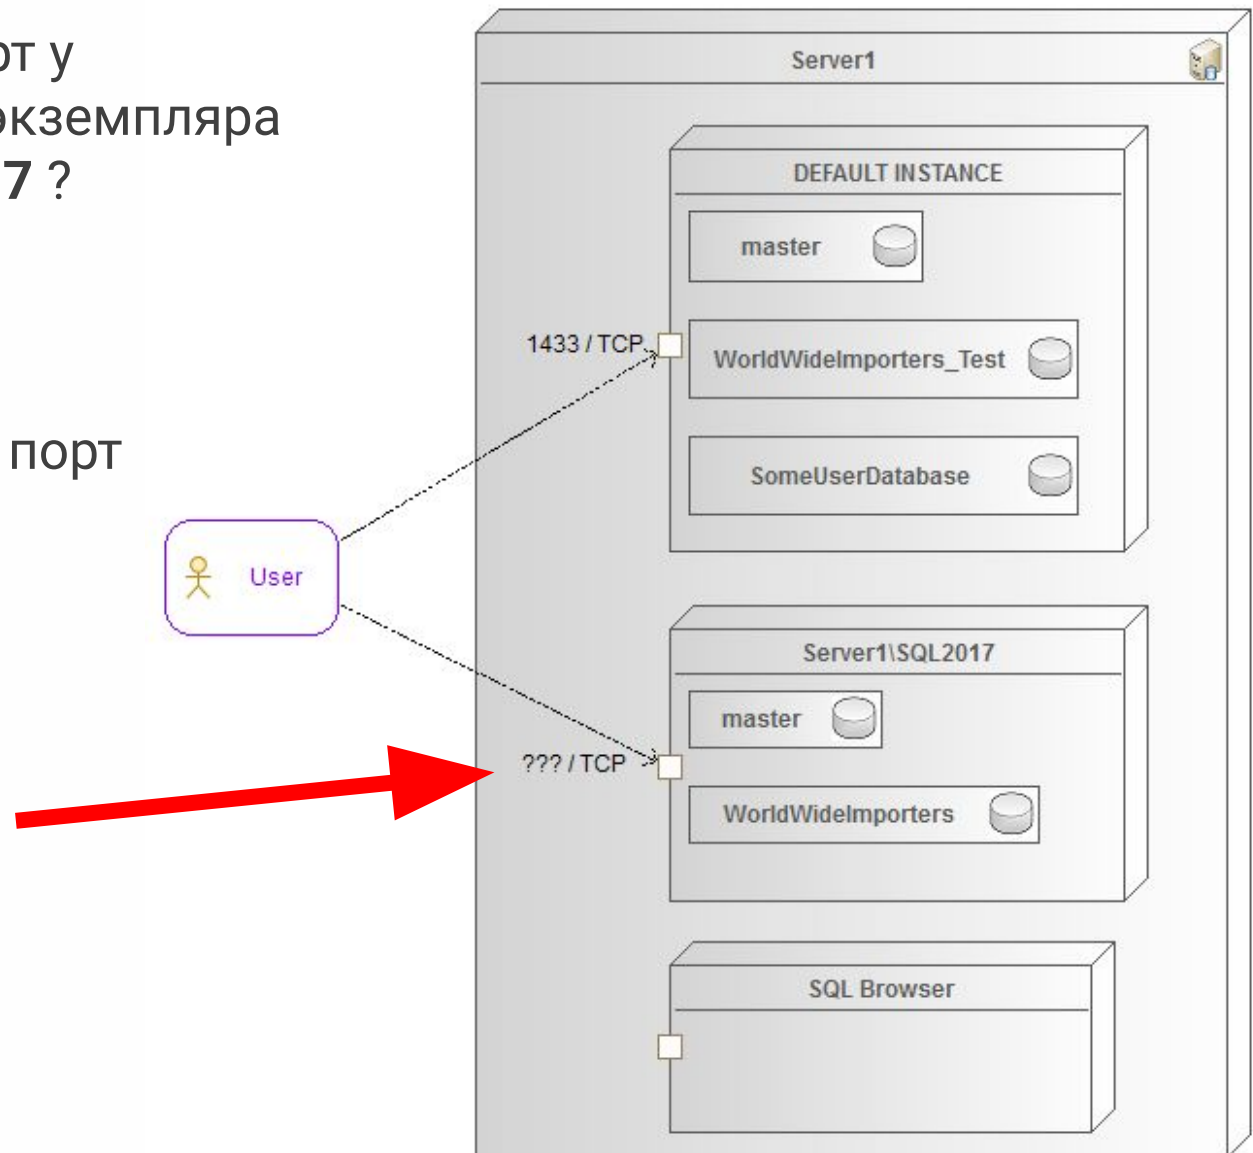 рт у
экземпляра
7 ?
порт
Server1
DEFAULT INSTANCE
master
1433 / TCP
WorldWideImporters_Test
SomeUserDatabase
User
Server1\SQL2017
master
??? / TCP
WorldWideImporters
SQL Browser